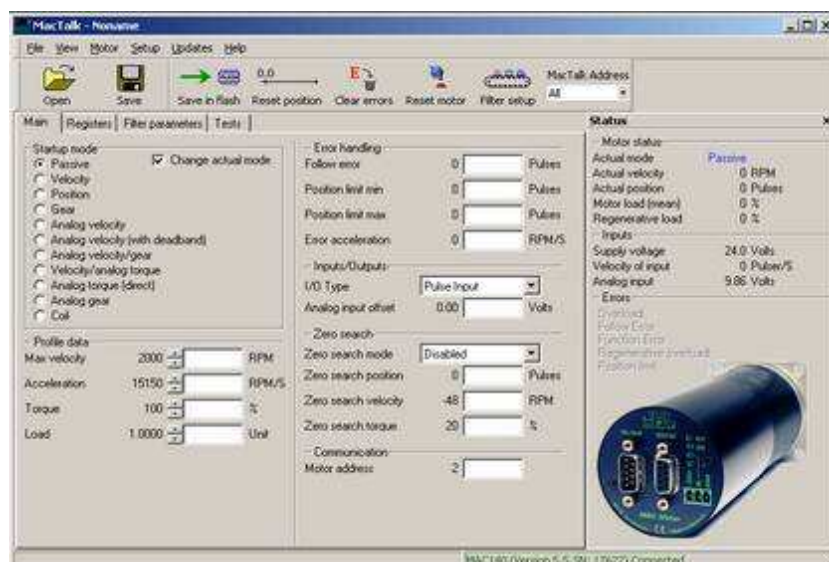 MacTalk - Noname
File View Motor Setup Updates Help
Open
Save
Save in flash
0.0
Reset position
Clear errors
Reset motor
Filter setup
MacTalk Address
All
Main
Registers
Filter parameters
Tests
Startup mode
Passive
Change actual mode
Velocity
Position
Gear
Analog velocity
Analog velocity (with deadband)
Analog velocity/gear
Velocity/analog torque
Analog torque (direct)
Analog gear
Coil
Profile data
Max velocity 2000 RPM
Acceleration 15150 RPM/S
Torque 100 %
Load 1.0000 Unit
Error handling
Follow error 0 Pulses
Position limit min 0 Pulses
Position limit max 0 Pulses
Error acceleration 0 RPM/S
Inputs/Outputs
I/O Type Pulse Input
Analog input offset 0.00 Volts
Zero search
Zero search mode Disabled
Zero search position 0 Pulses
Zero search velocity -48 RPM
Zero search torque 20 %
Communication
Motor address 2
Status
Motor status
Actual mode Passive
Actual velocity 0 RPM
Actual position 0 Pulses
Motor load (mean) 0 %
Regenerative load 0 %
Inputs
Supply voltage 24.0 Volts
Velocity of input 0 Pulses/S
Analog input 9.86 Volts
Errors
Overload
Follow Error
Function Error
Regenerative overload
Position limit
Connected